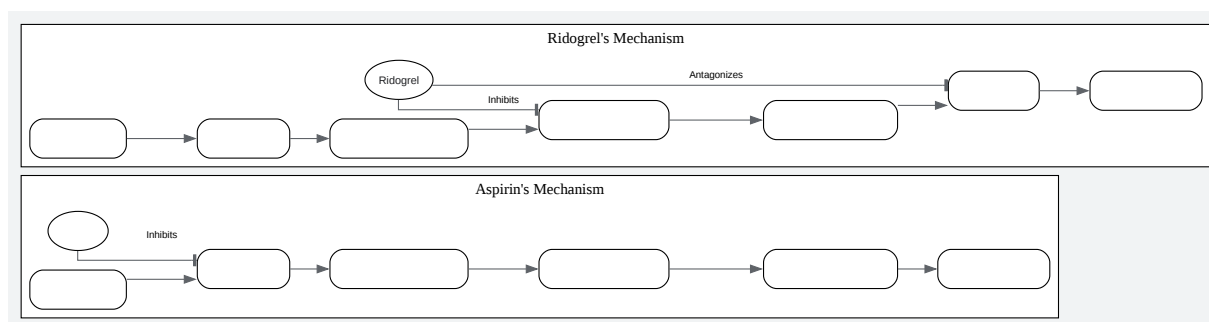 Ridogrel's Mechanism
Ridogrel
Antagonizes
Inhibits
Aspirin's Mechanism
Inhibits